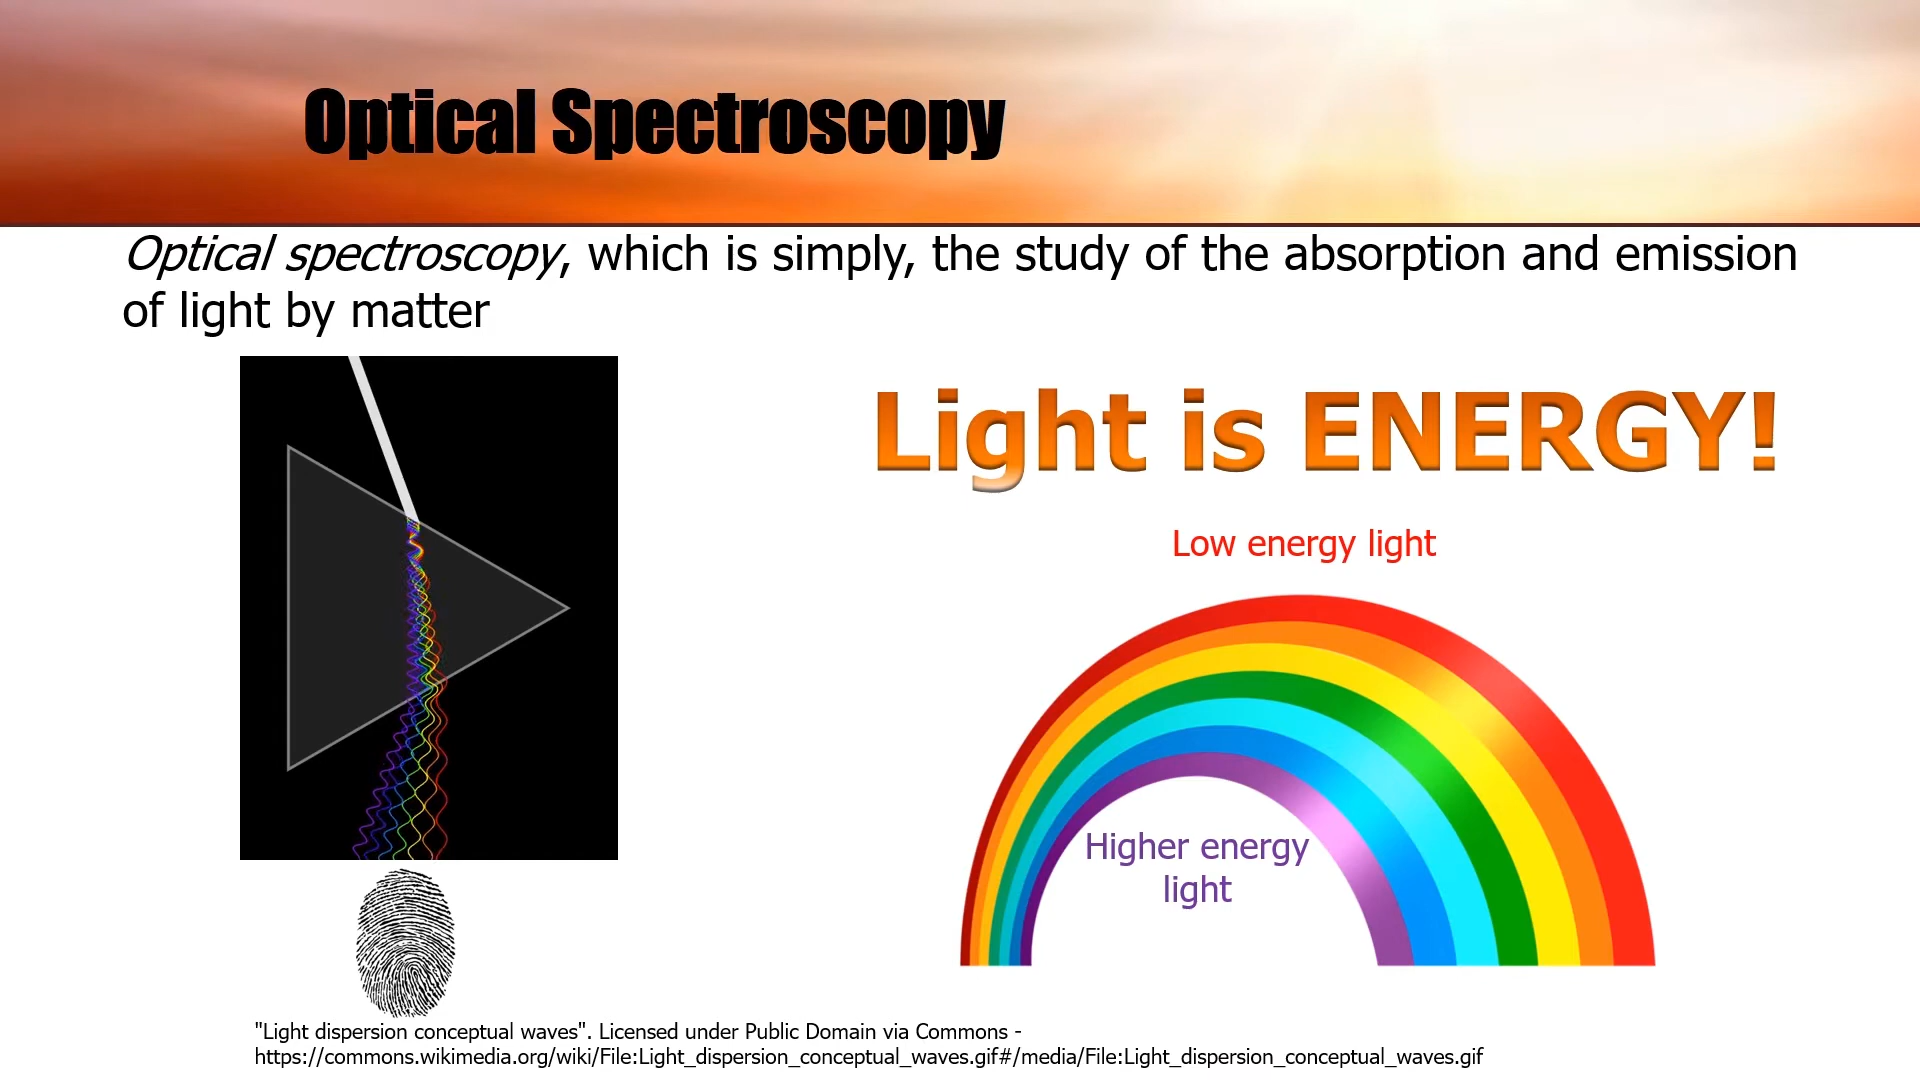 Optical Spectroscopy
Optical spectroscopy, which is simply, the study of the absorption and emission
of light by matter
Light is ENERGY!
Low energy light
Higher energy
light
"Light dispersion conceptual waves". Licensed under Public Domain via Commons -
https://commons.wikimedia.org/wiki/File:Light_dispersion_conceptual_waves.gif#/media/File:Light_dispersion_conceptual_waves.gif